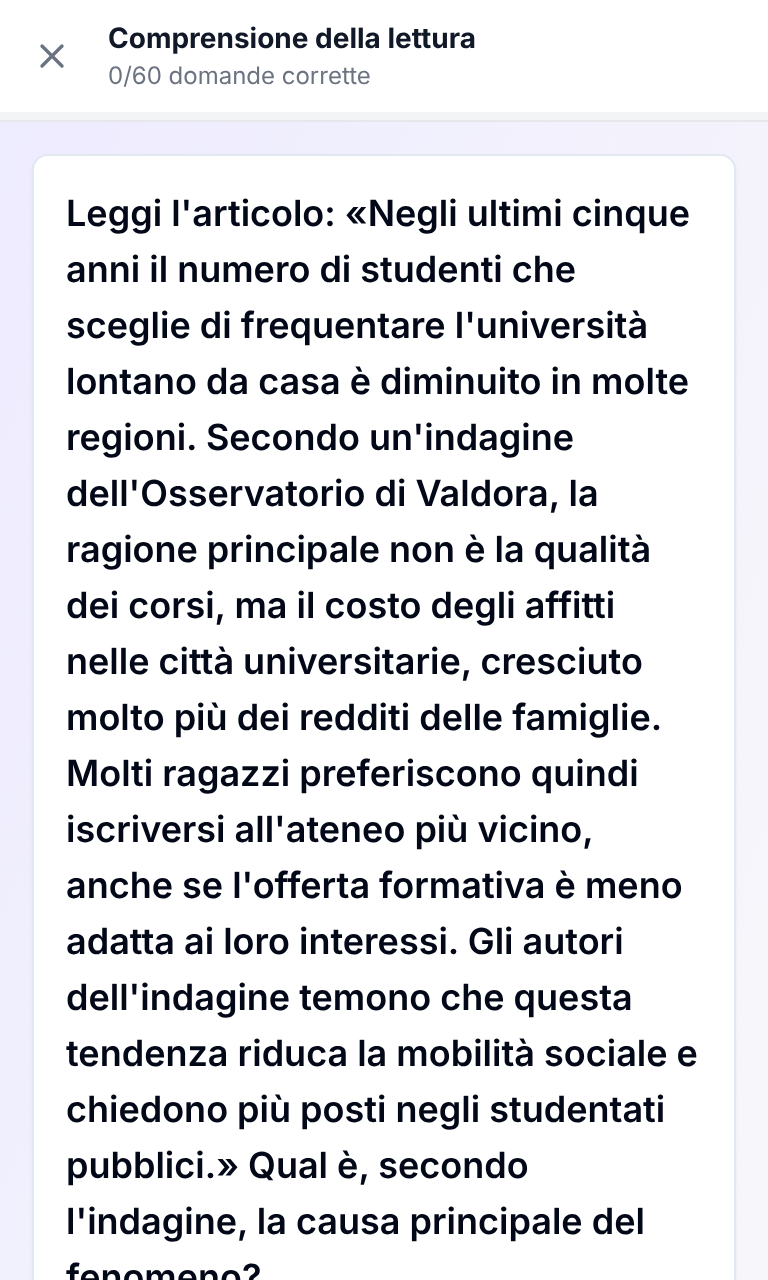 Comprensione della lettura
0/60 domande corrette
Leggi l'articolo: «Negli ultimi cinque
anni il numero di studenti che
sceglie di frequentare l'università
lontano da casa è diminuito in molte
regioni. Secondo un'indagine
dell'Osservatorio di Valdora, la
ragione principale non è la qualità
dei corsi, ma il costo degli affitti
nelle città universitarie, cresciuto
molto più dei redditi delle famiglie.
Molti ragazzi preferiscono quindi
iscriversi all'ateneo più vicino,
anche se l'offerta formativa è meno
adatta ai loro interessi. Gli autori
dell'indagine temono che questa
tendenza riduca la mobilità sociale e
chiedono più posti negli studentati
pubblici.» Qual è, secondo
l'indagine, la causa principale del
fenomeno?